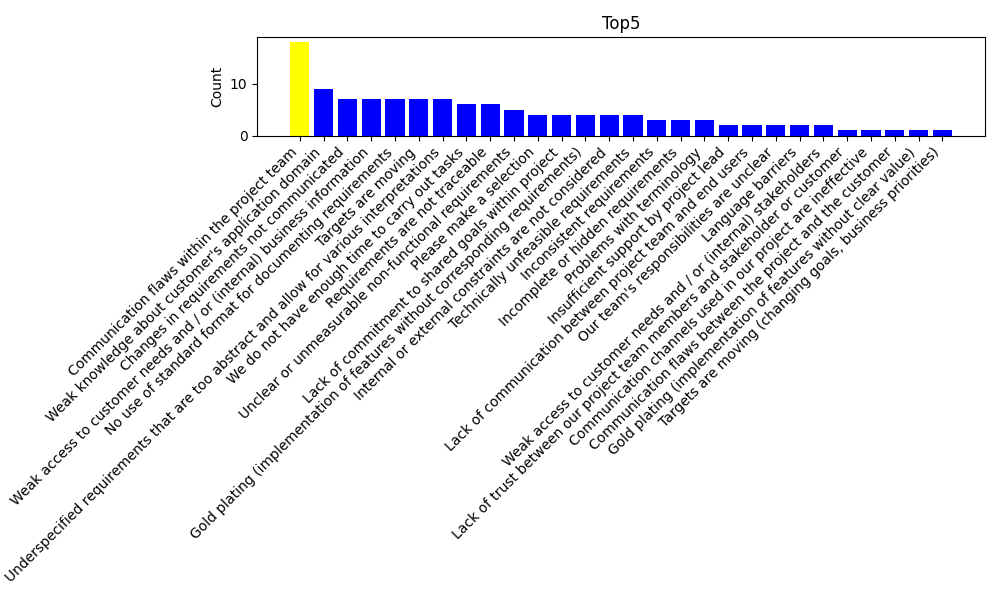 Top5
Count
10
0
Communication flaws within the project team
Weak knowledge about customer's application domain
Changes in requirements not communicated
Weak access to customer needs and / or (internal) business information
No use of standard format for documenting requirements
Targets are moving
Underspecified requirements that are too abstract and allow for various interpretations
We do not have enough time to carry out tasks
Requirements are not traceable
Unclear or unmeasurable non-functional requirements
Please make a selection
Lack of commitment to shared goals within project
Gold plating (implementation of features without corresponding requirements)
Internal or external constraints are not considered
Technically unfeasible requirements
Inconsistent requirements
Incomplete or hidden requirements
Problems with terminology
Insufficient support by project lead
Lack of communication between project team and end users
Our team's responsibilities are unclear
Language barriers
Weak access to customer needs and / or (internal) stakeholders
Lack of trust between our project team members and stakeholder or customer
Communication channels used in our project are ineffective
Communication flaws between the project and the customer
Gold plating (implementation of features without clear value)
Targets are moving (changing goals, business priorities)